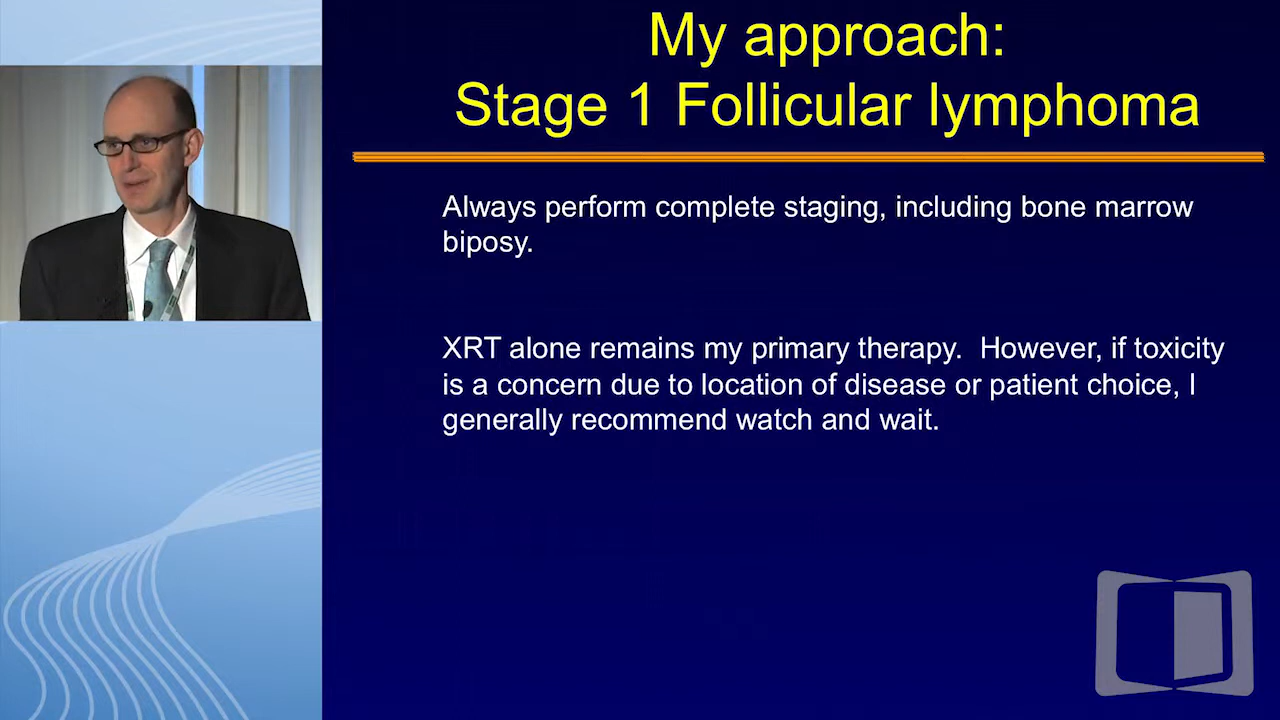 My approach:
Stage 1 Follicular lymphoma
Always perform complete staging, including bone marrow
biposy.
XRT alone remains my primary therapy. However, if toxicity
is a concern due to location of disease or patient choice, I
generally recommend watch and wait.